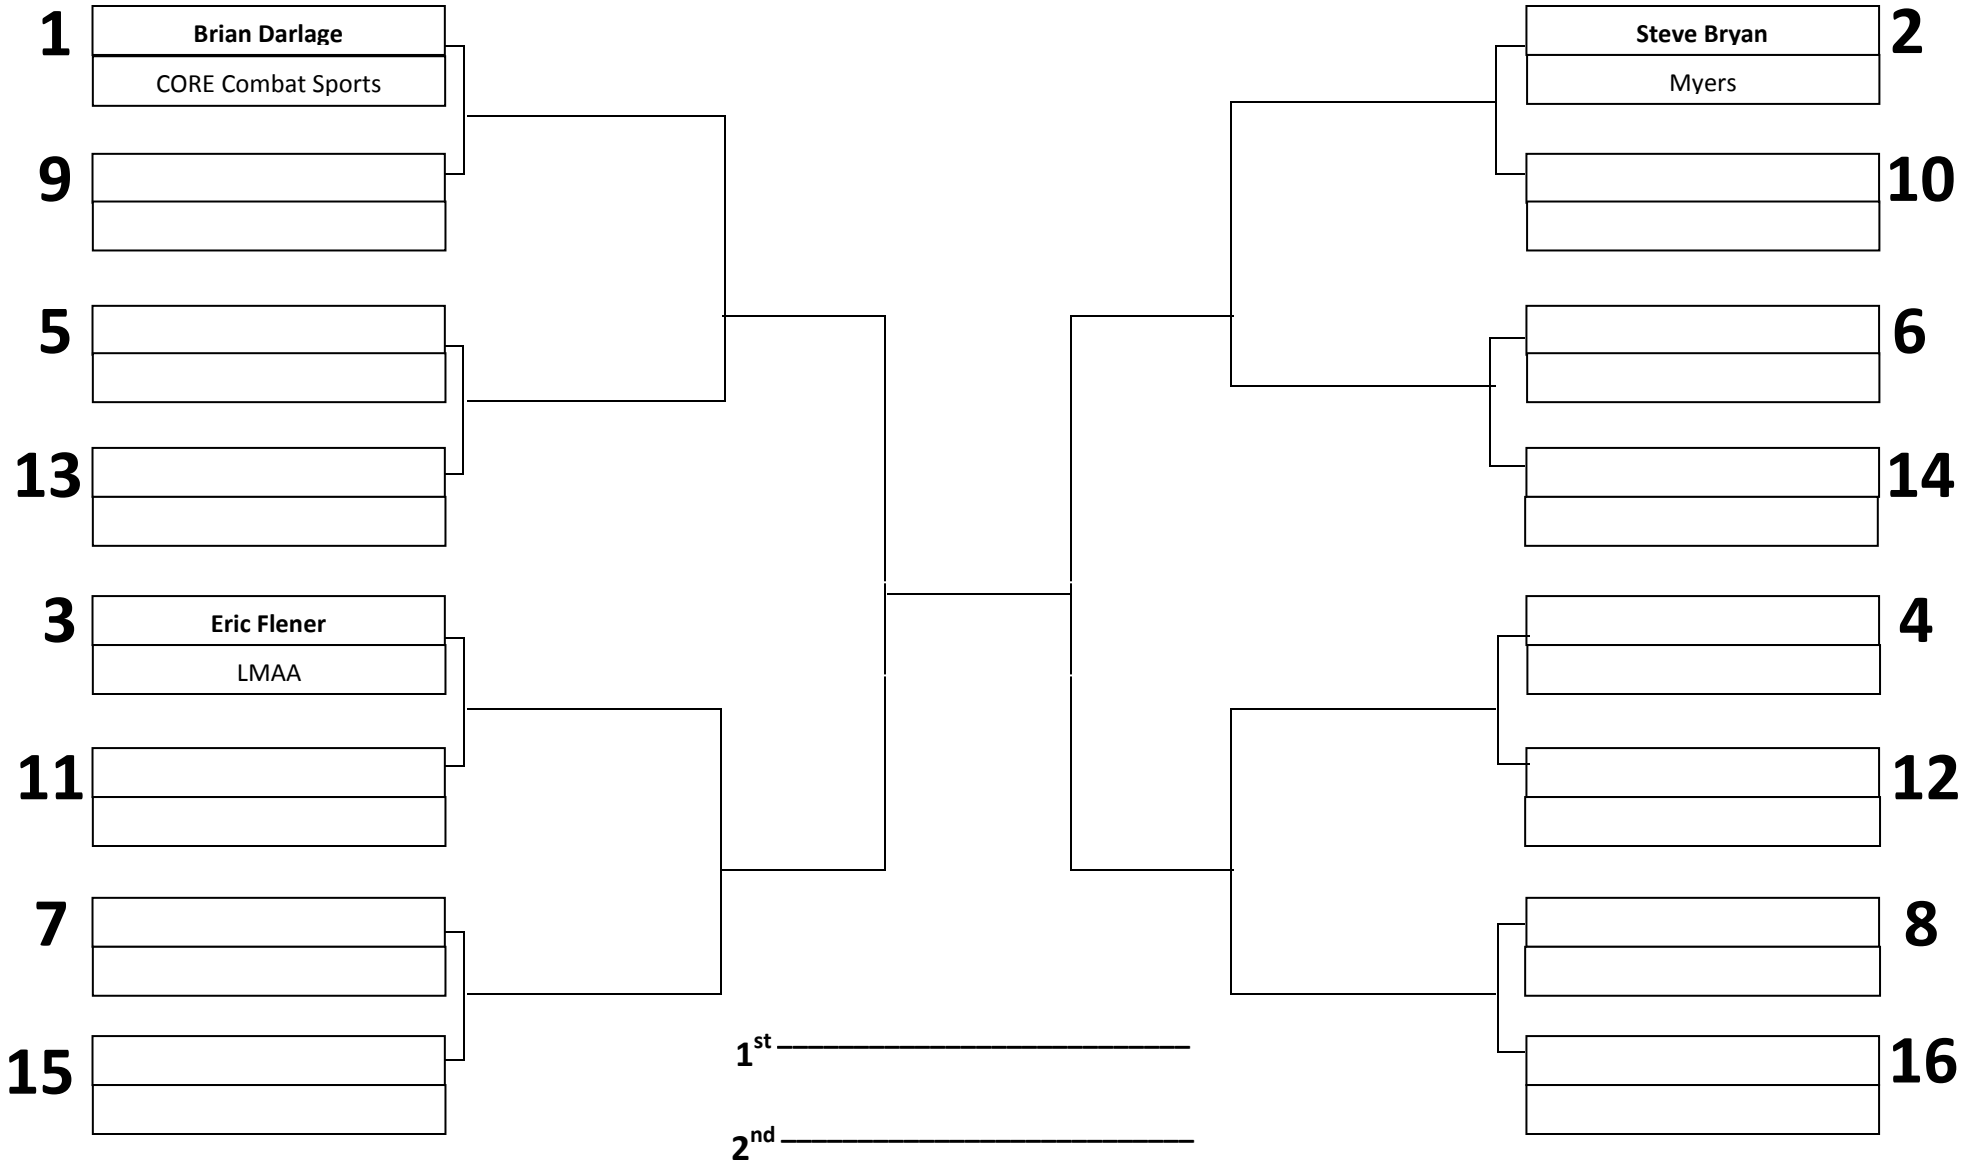 1
Brian Darlage
CORE Combat Sports
9
5
13
3
Eric Flener
LMAA
11
7
15
Steve Bryan
2
Myers
10
6
14
4
12
8
16
1st
2nd